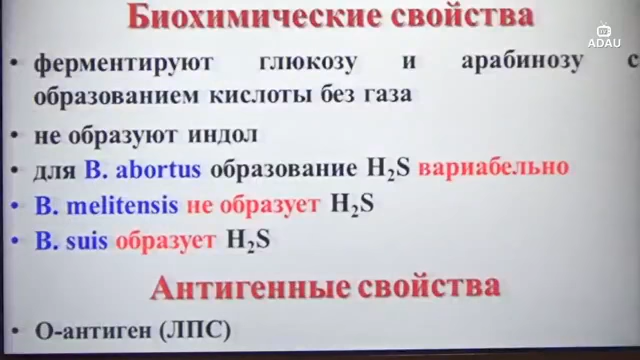 Биохимические свойства
ADAU
• ферментируют глюкозу и арабинозу с
образованием кислоты без газа
• не образуют индол
• для B. abortus образование H₂S вариабельно
• B. melitensis не образует H₂S
• B. suis образует H₂S
Антигенные свойства
• О-антиген (ЛПС)